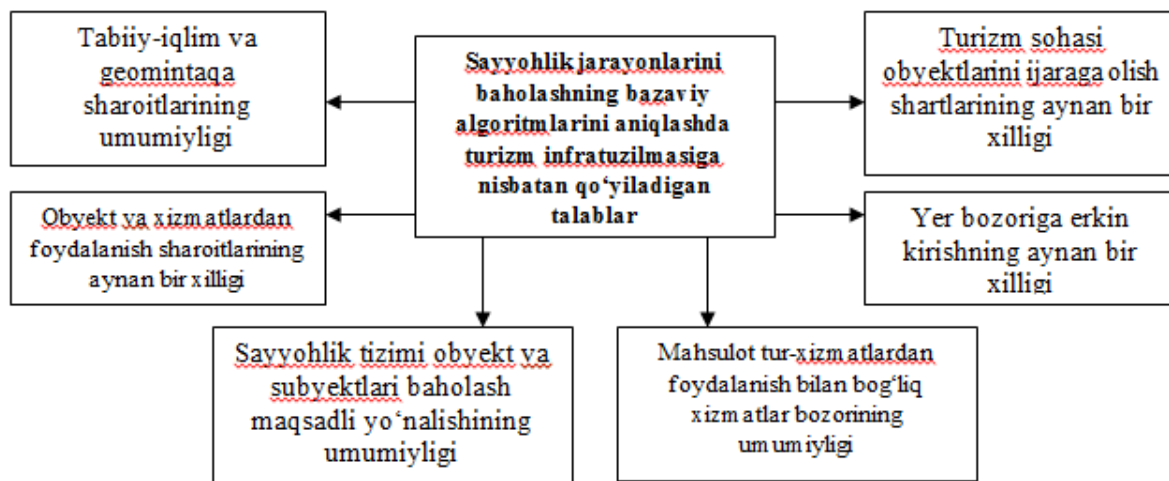 Tabiiy-iqlim va
geomintaqa
sharoitlarining
umumiyligi
Sayyohlik jarayonlarini
baholashning bazaviy
algoritmlarini aniqlashda
turizm infratuzilmasiga
nisbatan qo‘yiladigan
talablar
Turizm sohasi
obyektlarini ijaraga olish
shartlarining aynan bir
xilligi
Obyekt va xizmatlardan
foydalanish sharoitlarining
aynan bir xilligi
Yer bozoriga erkin
kirishning aynan bir
xilligi
Sayyohlik tizimi obyekt va
subyektlari baholash
maqsadli yo‘nalishining
umumiyligi
Mahsulot tur-xizmatlardan
foydalanish bilan bog‘liq
xizmatlar bozorining
umumiyligi